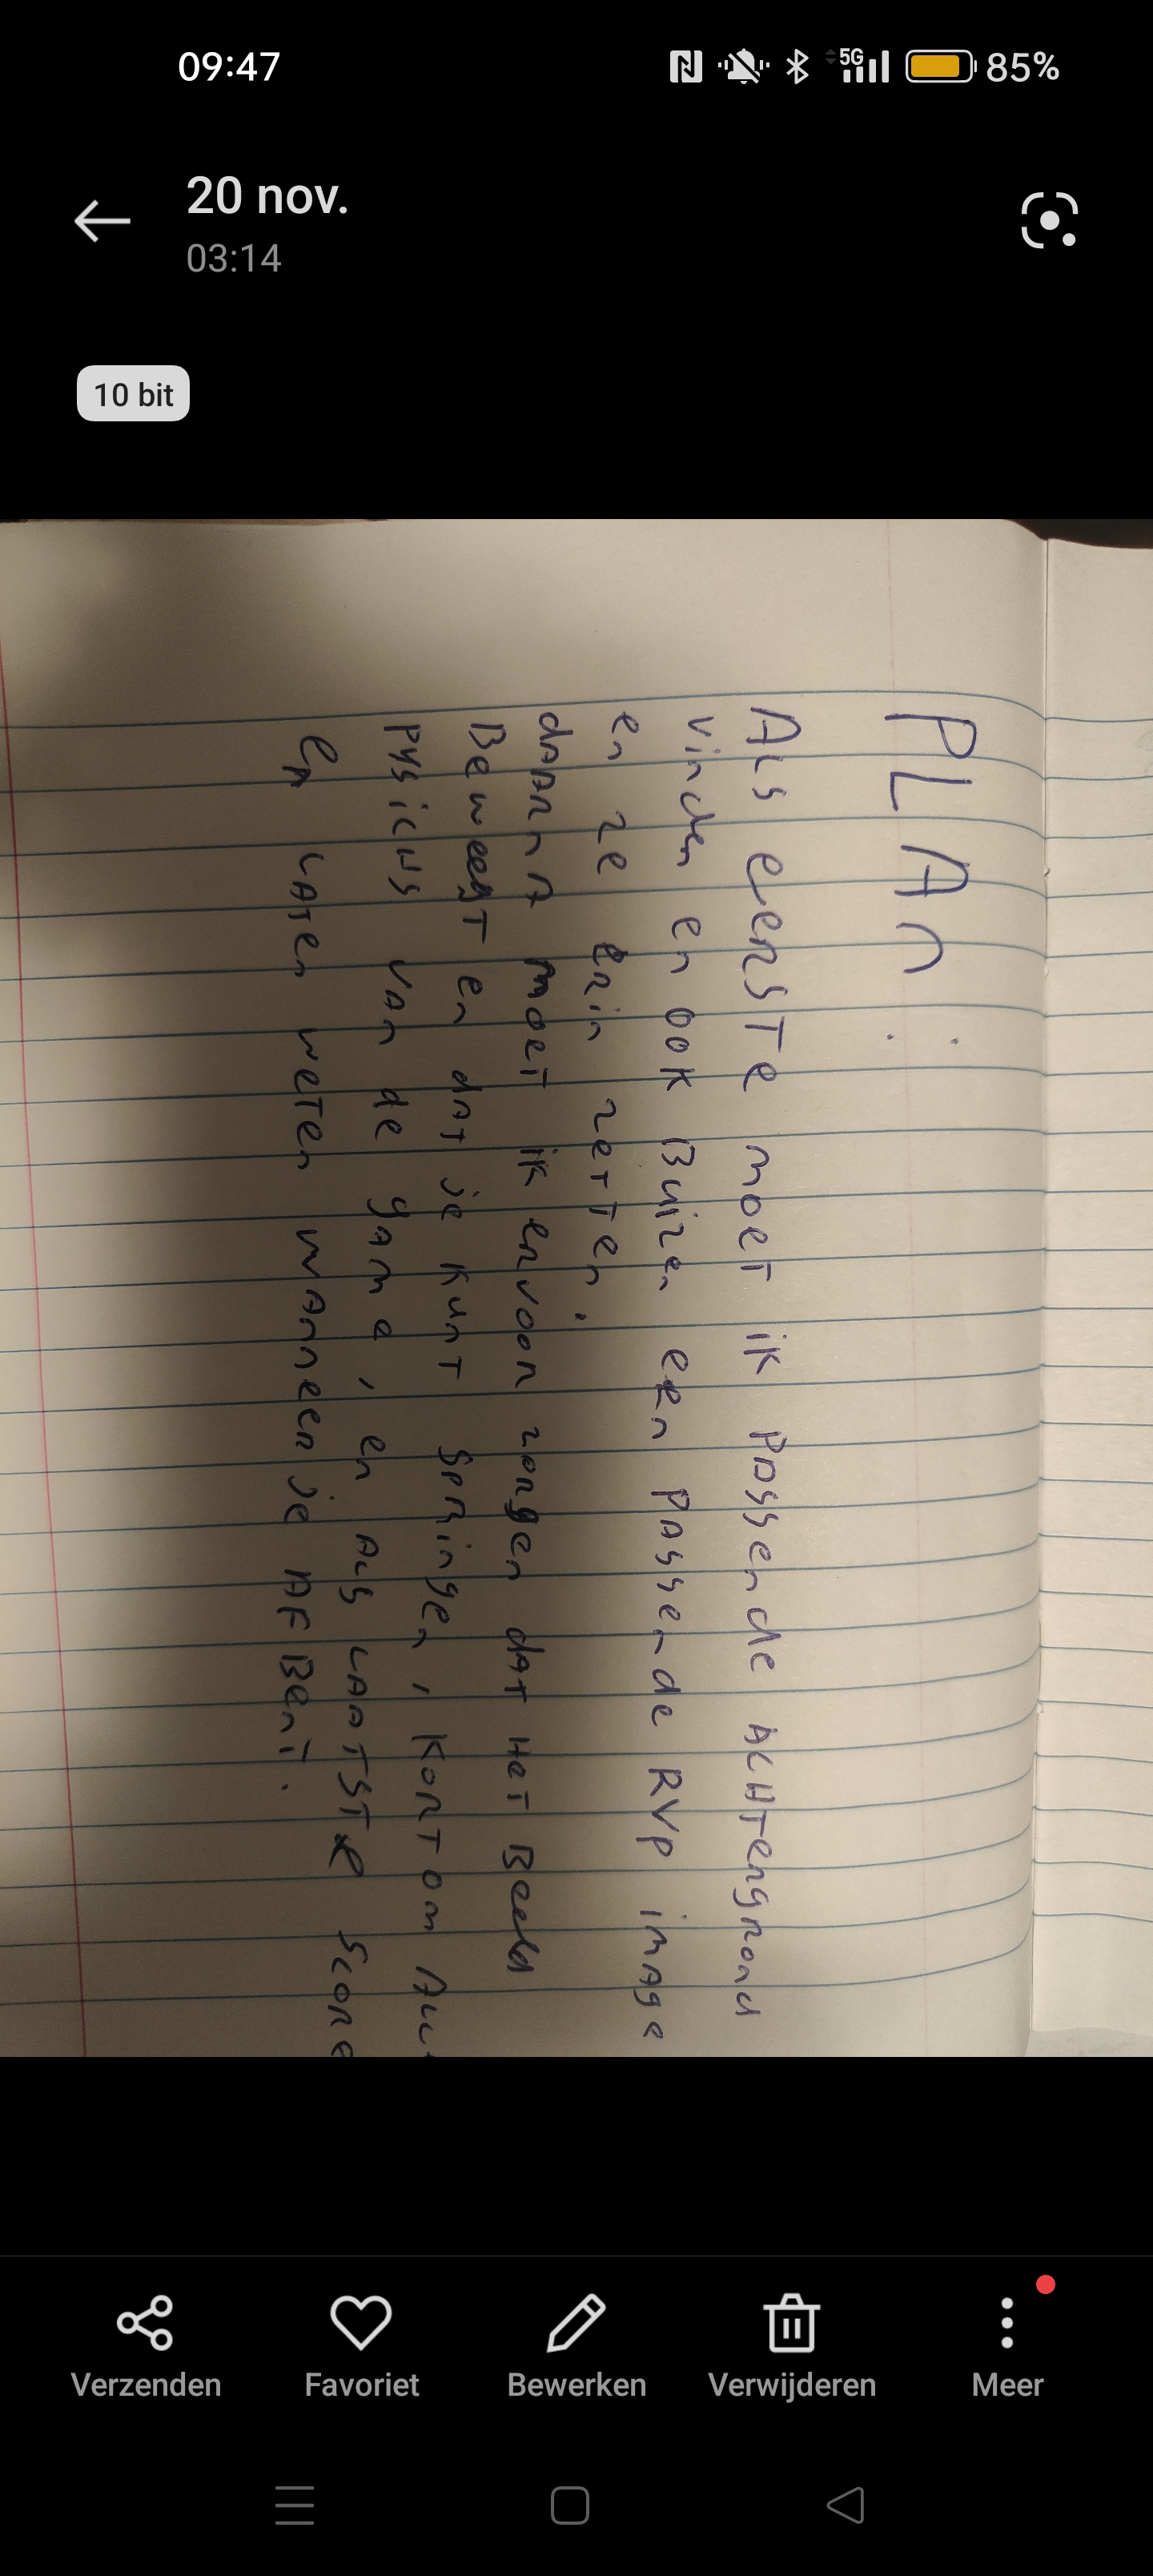 09:47
5G
85%
20 nov.
03:14
10 bit
PLAn:
Als eerste moet ik passende achtergrond
vinden en ook Buizen een passende RVP image
en ze erin zetten.
daarna moet ik ervoor zorgen dat het Beeld
Beweegt en dat je kunt springen, kortom
pysics van de game, en als laatste score
en laten weten wanneer je af Bent.
Verzenden
Favoriet
Bewerken
Verwijderen
Meer